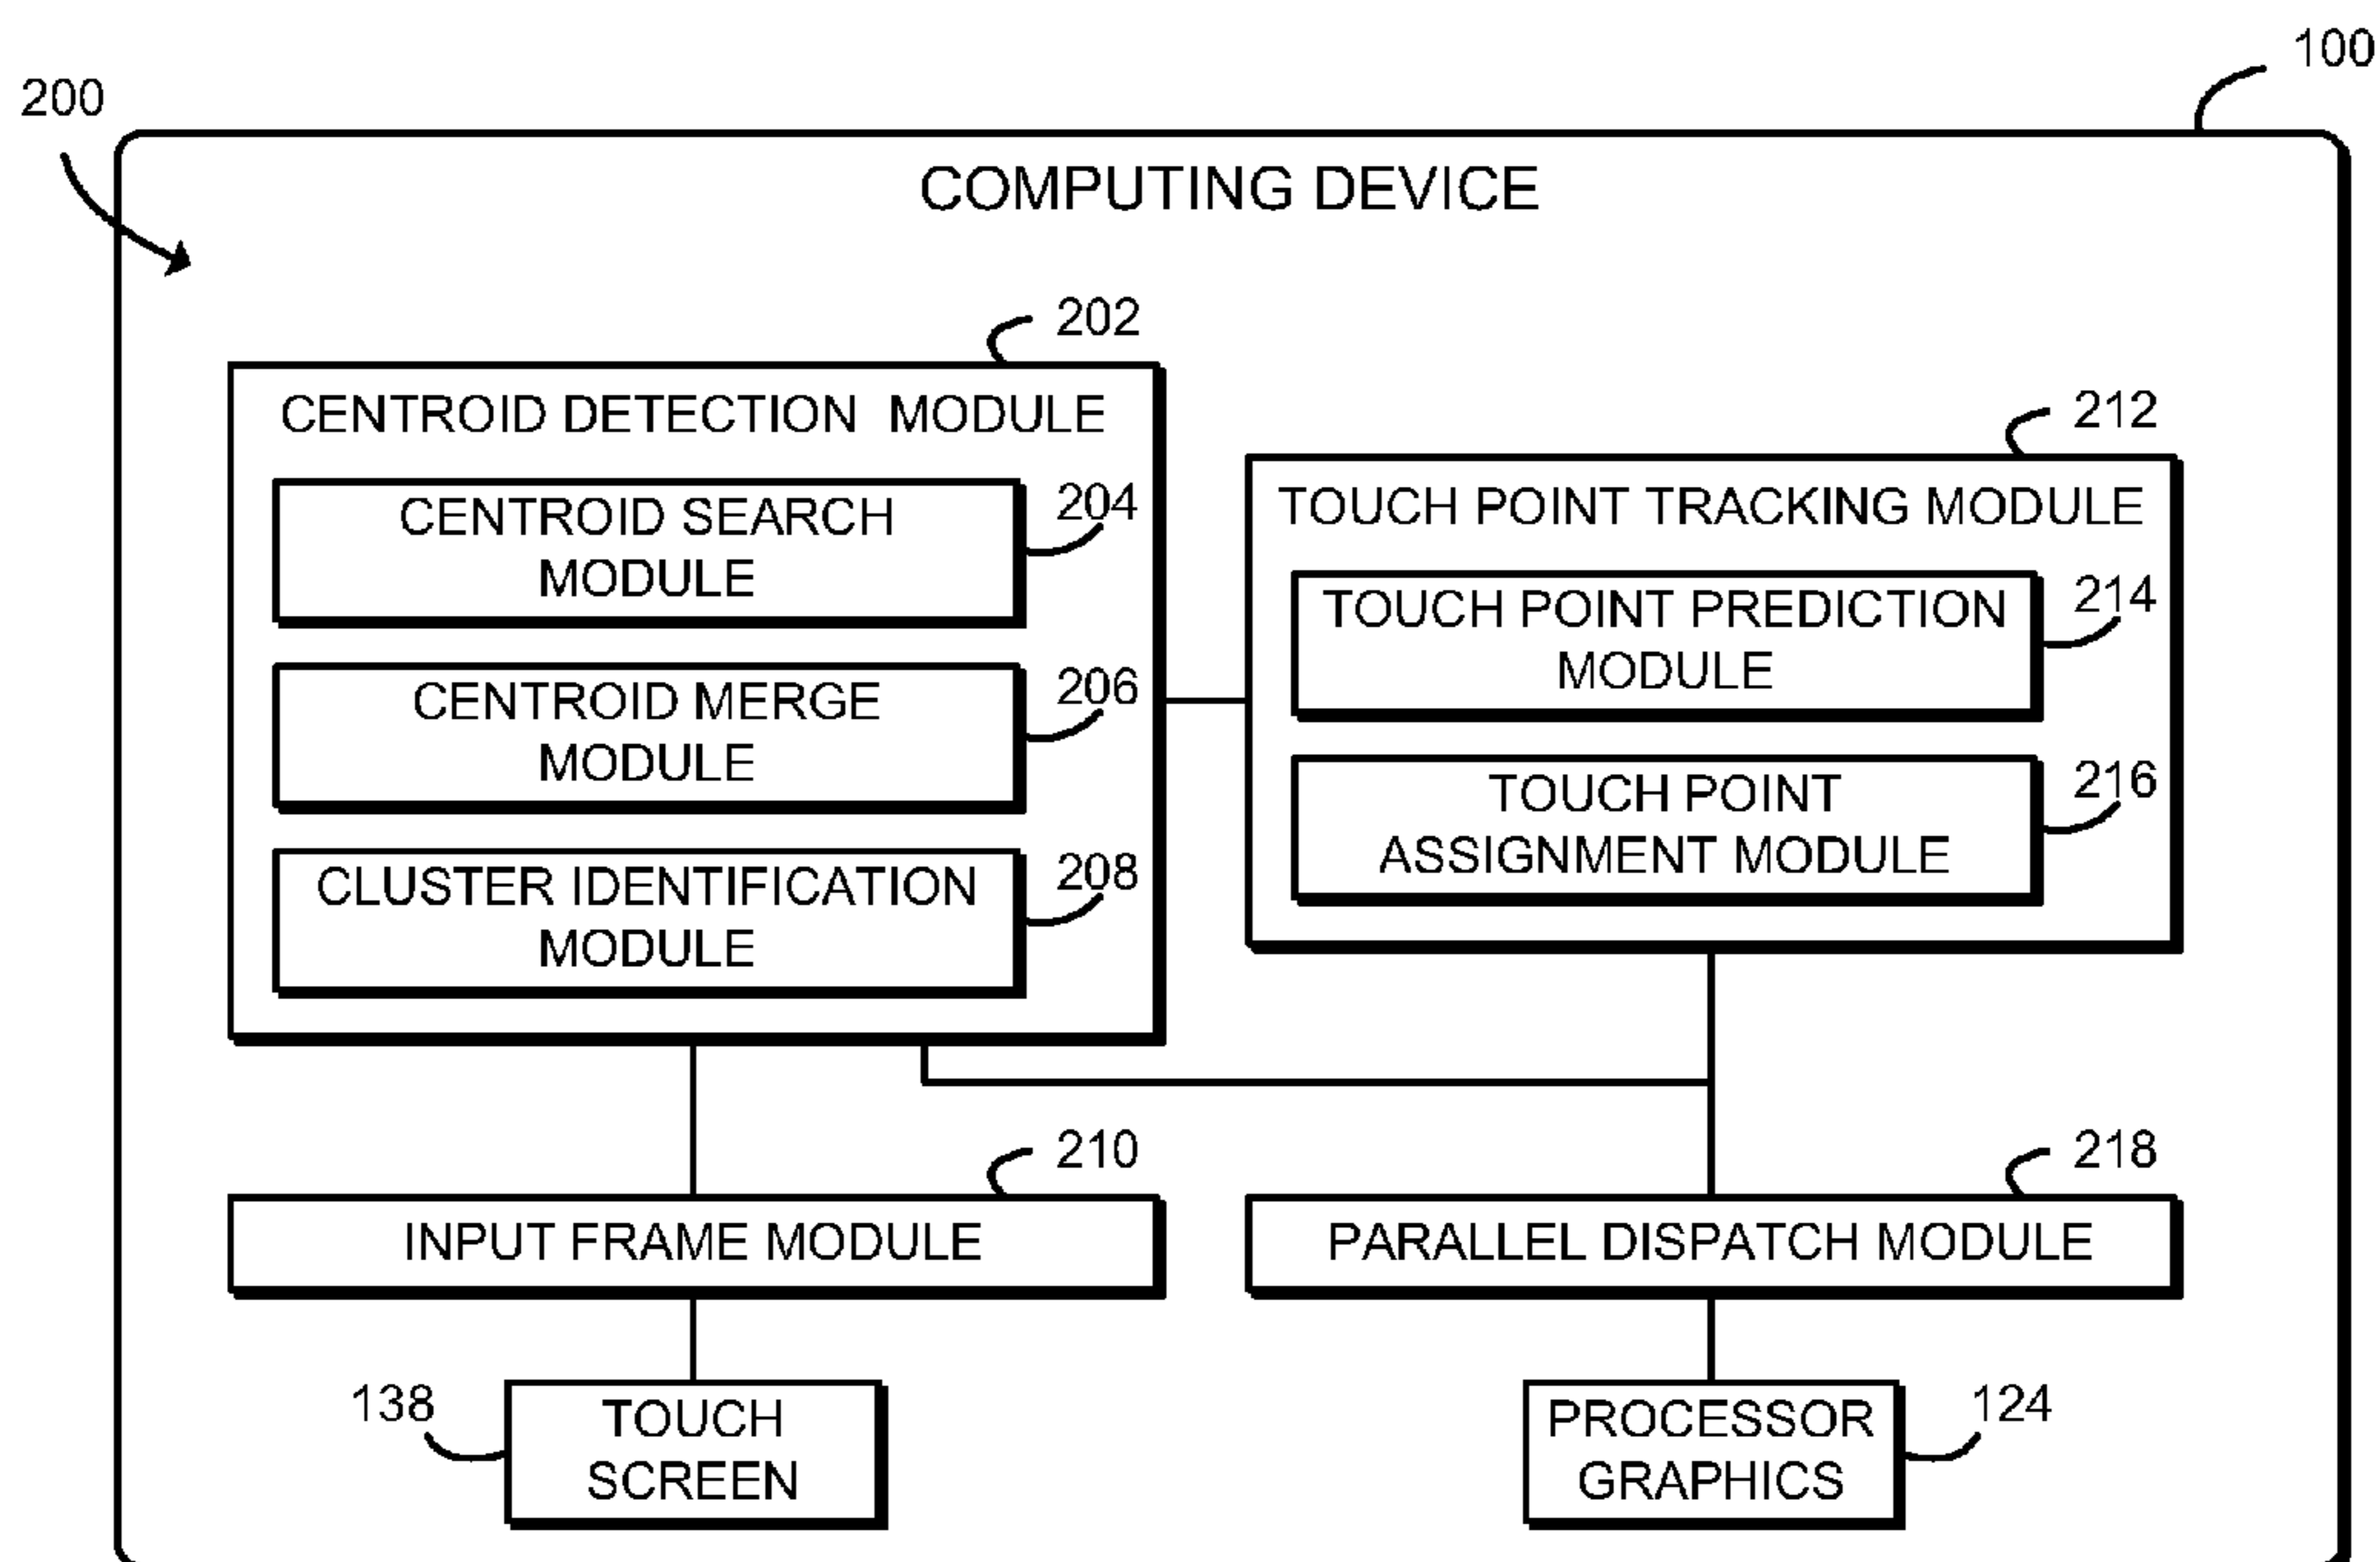 100
200
COMPUTING DEVICE
202
CENTROID DETECTION MODULE
CENTROID SEARCH
MODULE
204
CENTROID MERGE
MODULE
206
CLUSTER IDENTIFICATION
MODULE
208
212
TOUCH POINT TRACKING MODULE
TOUCH POINT PREDICTION
MODULE
214
TOUCH POINT
ASSIGNMENT MODULE
216
210
INPUT FRAME MODULE
218
PARALLEL DISPATCH MODULE
138
TOUCH
SCREEN
PROCESSOR
GRAPHICS
124